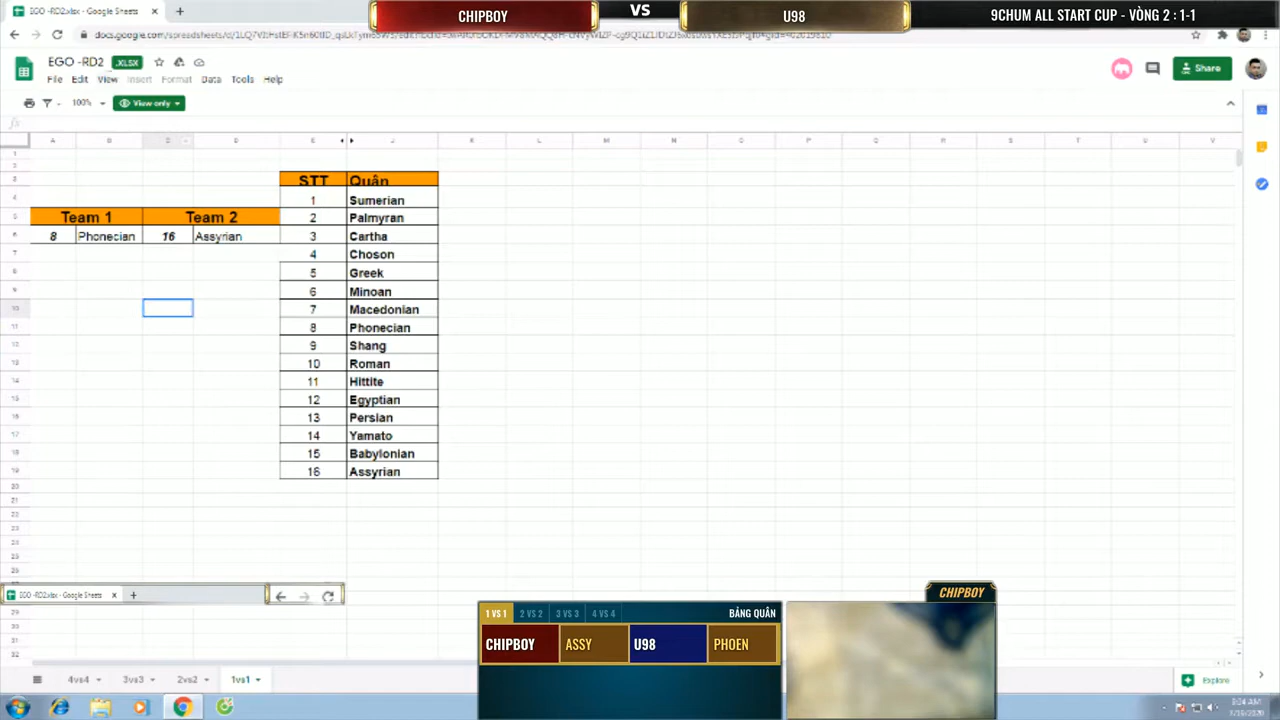 EGO -RD2.xlsx - Google Sheets
CHIPBOY
VS
U98
9CHUM ALL START CUP - VÒNG 2 : 1-1
EGO -RD2 .XLSX
File Edit View Insert Format Data Tools Help
Share
100%
View only
STT Quân
1 Sumerian
Team 1 Team 2
2 Palmyran
8 Phonecian 16 Assyrian
3 Cartha
4 Choson
5 Greek
6 Minoan
7 Macedonian
8 Phonecian
9 Shang
10 Roman
11 Hittite
12 Egyptian
13 Persian
14 Yamato
15 Babylonian
16 Assyrian
EGO -RD2.xlsx - Google Sheets
CHIPBOY
1 VS 1 2 VS 2 3 VS 3 4 VS 4 BẢNG QUÂN
CHIPBOY ASSY U98 PHOEN
4vs4 3vs3 2vs2 1vs1
Explore